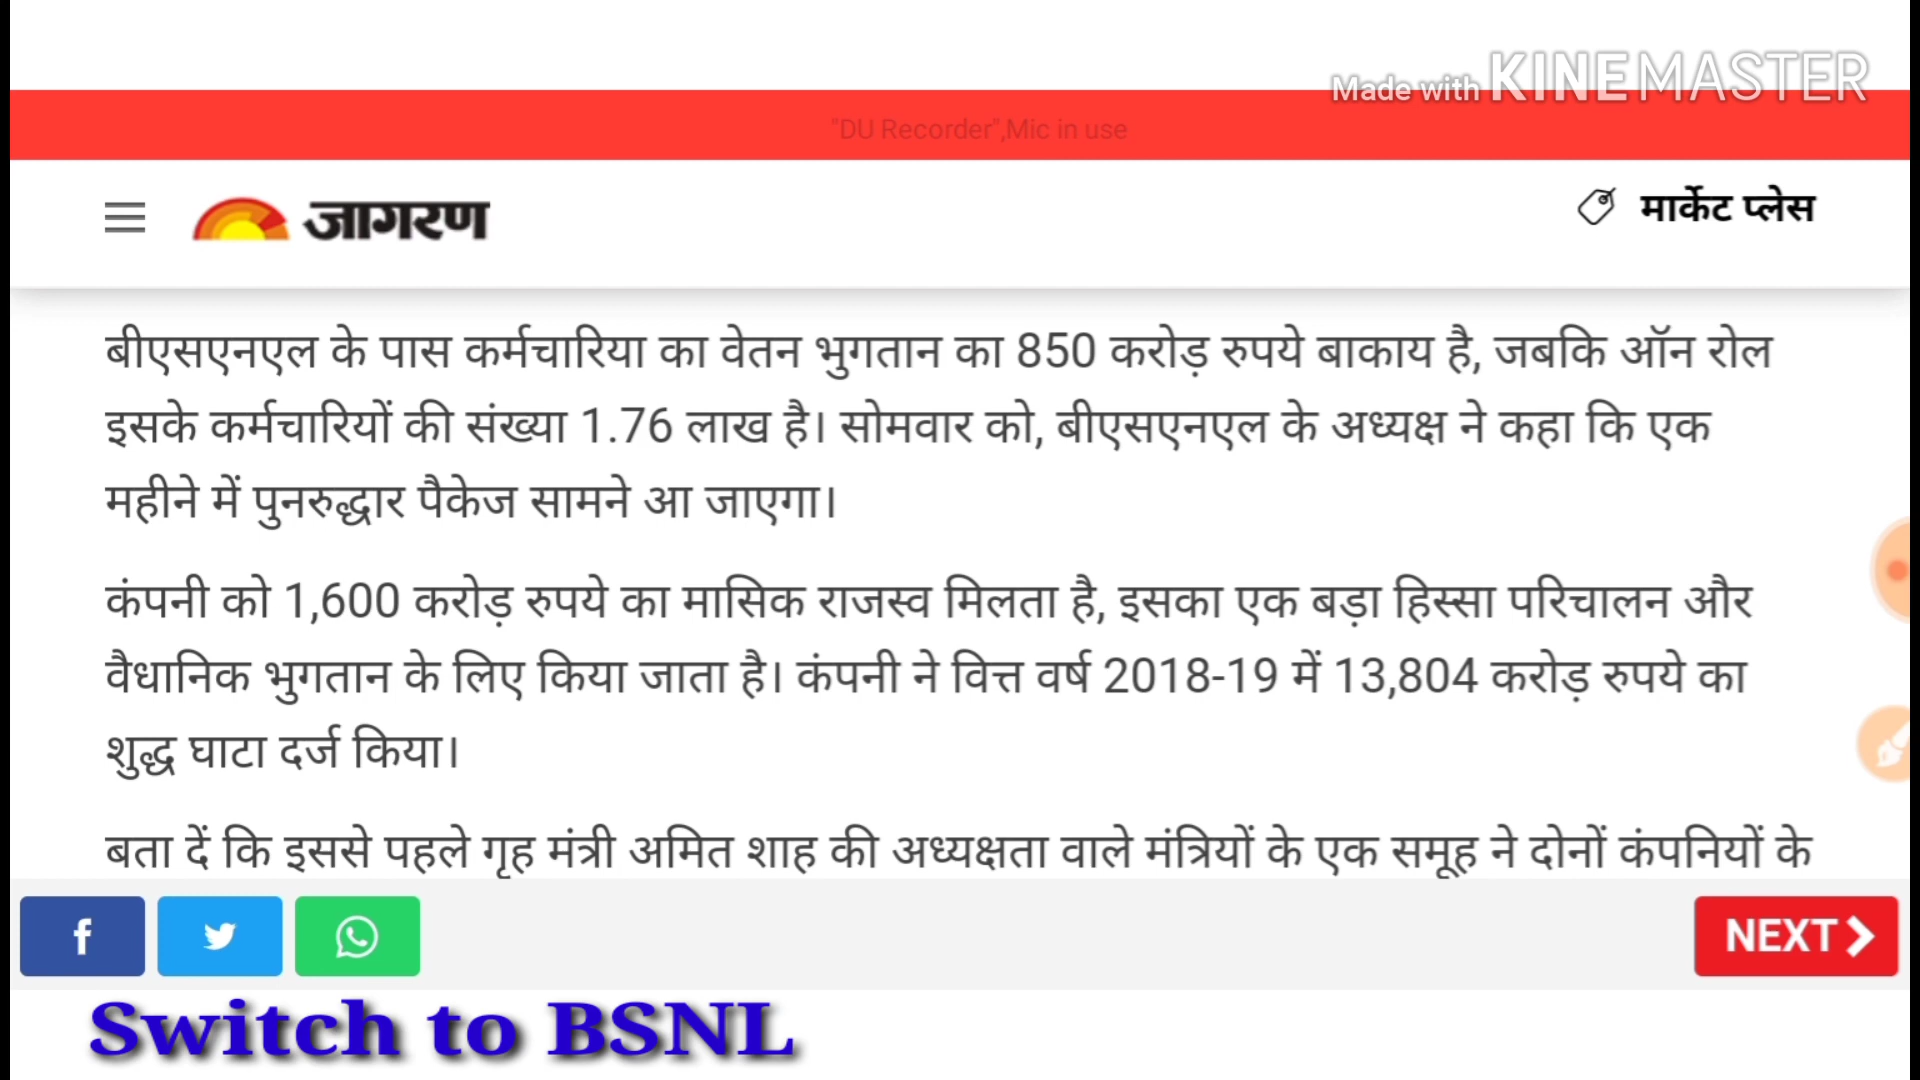 Made with KINEMASTER
"DU Recorder",Mic in use
जागरण
मार्केट प्लेस
बीएसएनएल के पास कर्मचारिया का वेतन भुगतान का 850 करोड़ रुपये बाकाय है, जबकि ऑन रोल
इसके कर्मचारियों की संख्या 1.76 लाख है। सोमवार को, बीएसएनएल के अध्यक्ष ने कहा कि एक
महीने में पुनरुद्धार पैकेज सामने आ जाएगा।
कंपनी को 1,600 करोड़ रुपये का मासिक राजस्व मिलता है, इसका एक बड़ा हिस्सा परिचालन और
वैधानिक भुगतान के लिए किया जाता है। कंपनी ने वित्त वर्ष 2018-19 में 13,804 करोड़ रुपये का
शुद्ध घाटा दर्ज किया।
बता दें कि इससे पहले गृह मंत्री अमित शाह की अध्यक्षता वाले मंत्रियों के एक समूह ने दोनों कंपनियों के
NEXT
Switch to BSNL